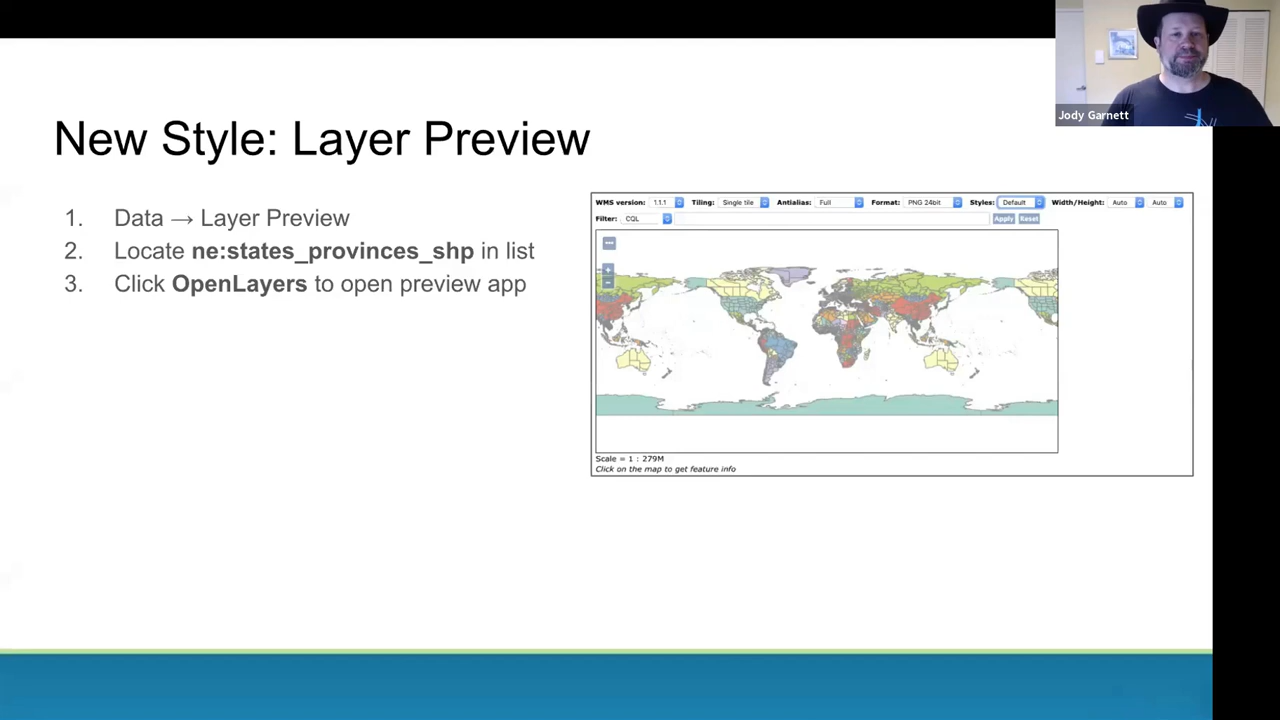 Jody Garnett
New Style: Layer Preview
1. Data → Layer Preview
2. Locate ne:states_provinces_shp in list
3. Click OpenLayers to open preview app
WMS version: 1.1.1 Tiling: Single tile Antialias: Full Format: PNG 24bit Styles: Default Width/Height: Auto Auto
Filter: CQL Apply Reset
+
−
Scale = 1 : 279M
Click on the map to get feature info